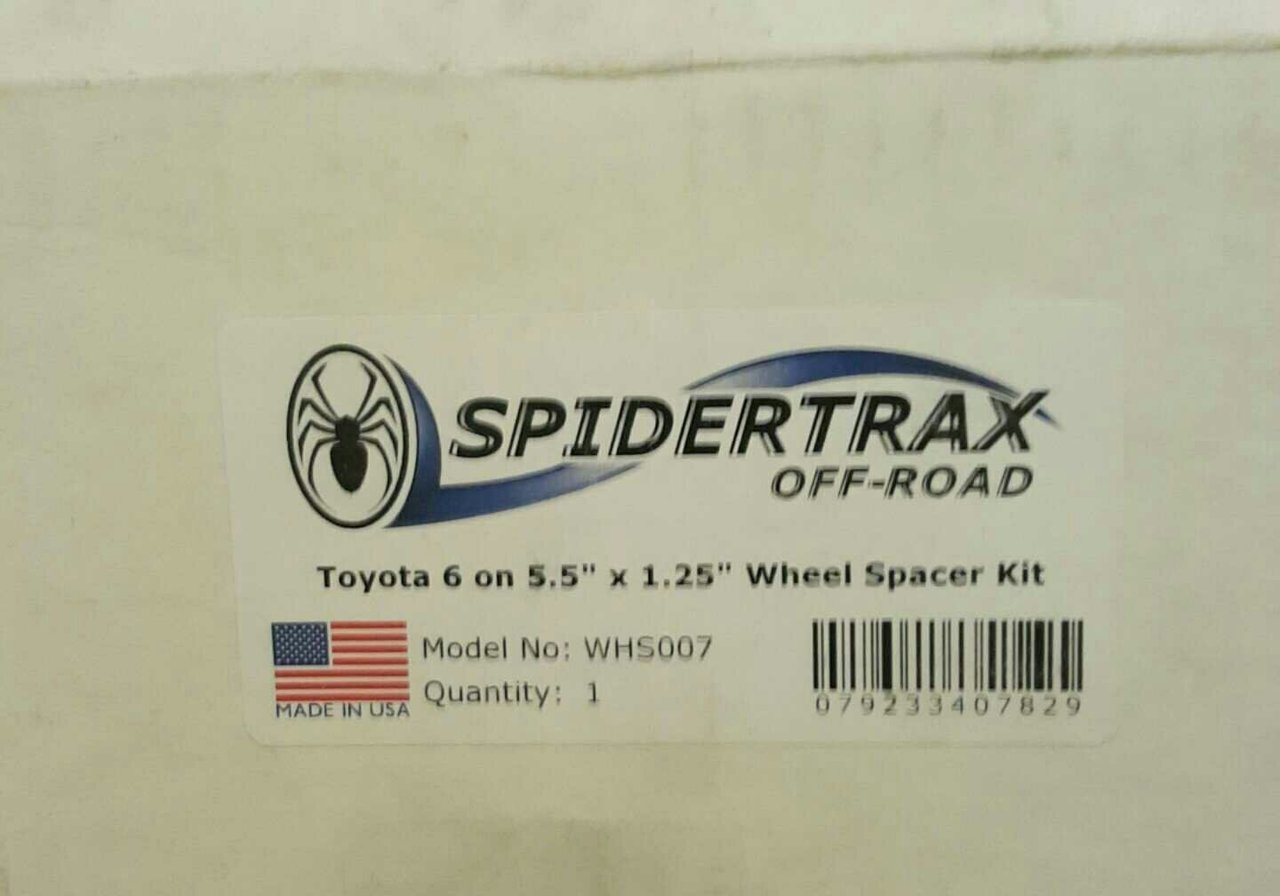 SPIDERTRAX
OFF-ROAD
Toyota 6 on 5.5" x 1.25" Wheel Spacer Kit
Model No: WHS007
Quantity: 1
MADE IN USA
079233407829